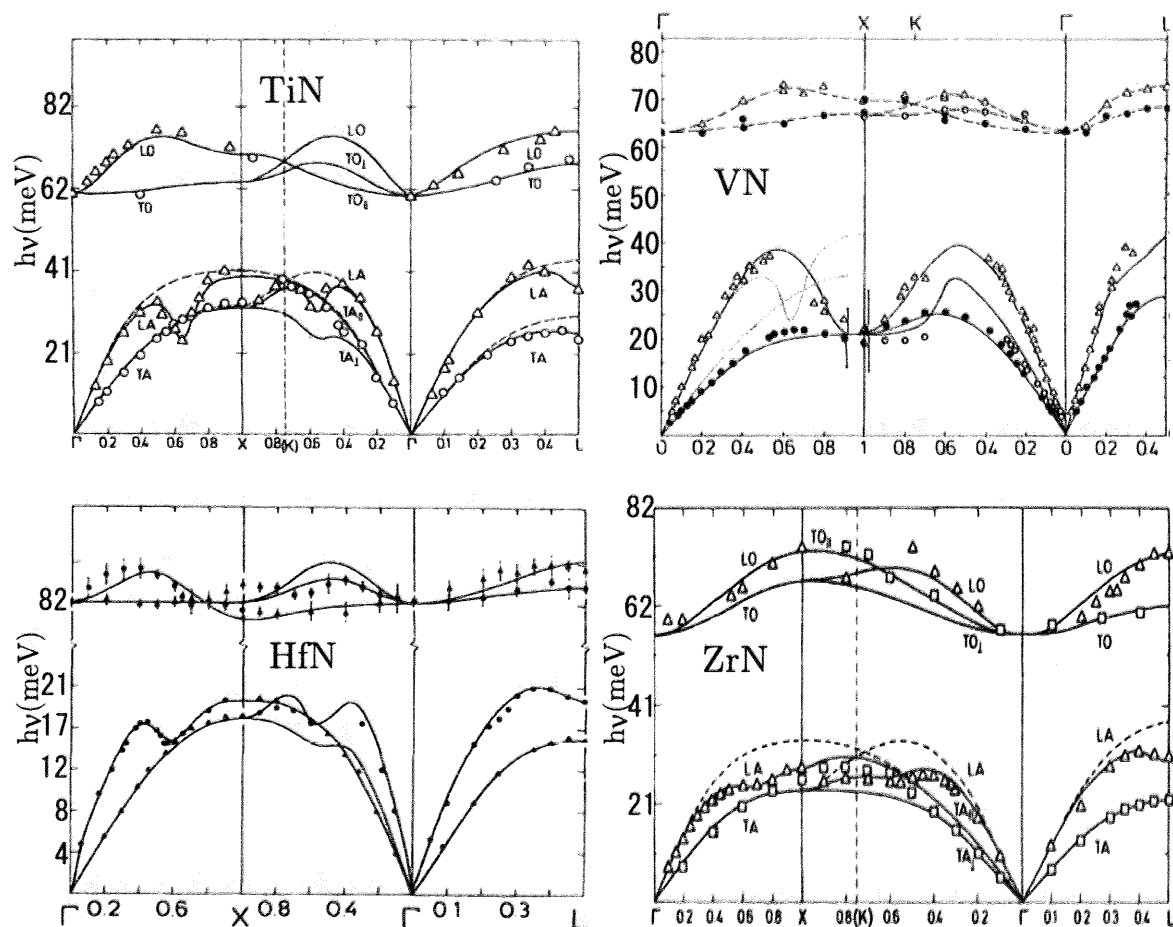 TiN
hν(meV)
82
62
41
21
LO
TO
LO
TO⊥
TO∥
LO
TO
LA
TA
LA
TA∥
TA⊥
LA
TA
Γ 0.2 0.4 0.6 0.8 X 0.8 (K) 0.6 0.4 0.2 Γ 0.1 0.2 0.3 0.4 L
Γ X K Γ L
VN
hν(meV)
80
70
60
50
40
30
20
10
0 0.2 0.4 0.6 0.8 1 0.8 0.6 0.4 0.2 0 0.2 0.4
HfN
hν(meV)
82
21
17
12
8
4
Γ 0.2 0.6 X 0.8 0.4 Γ 0.1 0.3 L
ZrN
hν(meV)
82
62
41
21
LO
TO
TO∥
LO
TO⊥
LO
TO
LA
TA
LA
TA∥
TA⊥
LA
TA
Γ 0.2 0.4 0.6 0.8 X 0.8 (K) 0.4 0.2 Γ 0.1 0.2 0.3 0.4 L